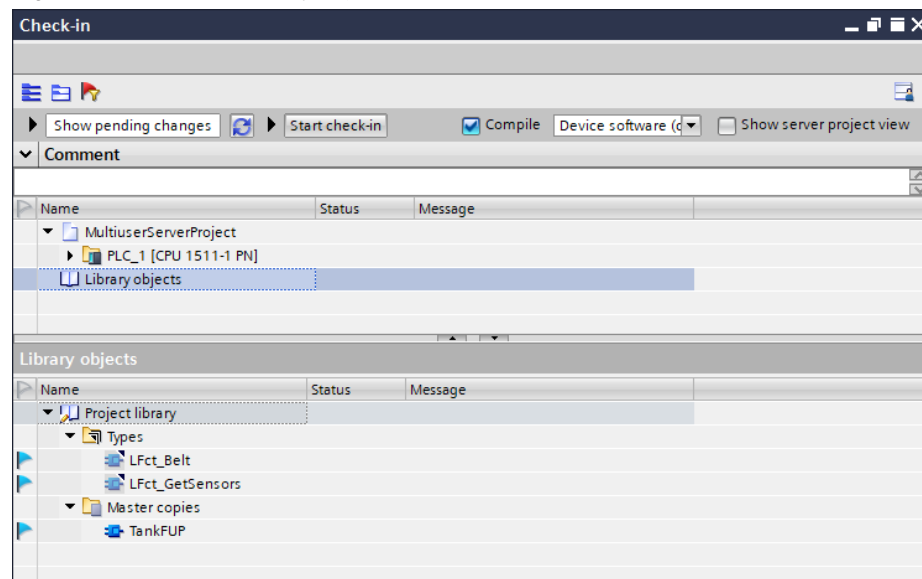 Check-in
Show pending changes Start check-in Compile Device software (c Show server project view
Comment
Name Status Message
MultiuserServerProject
PLC_1 [CPU 1511-1 PN]
Library objects
Library objects
Name Status Message
Project library
Types
LFct_Belt
LFct_GetSensors
Master copies
TankFUP